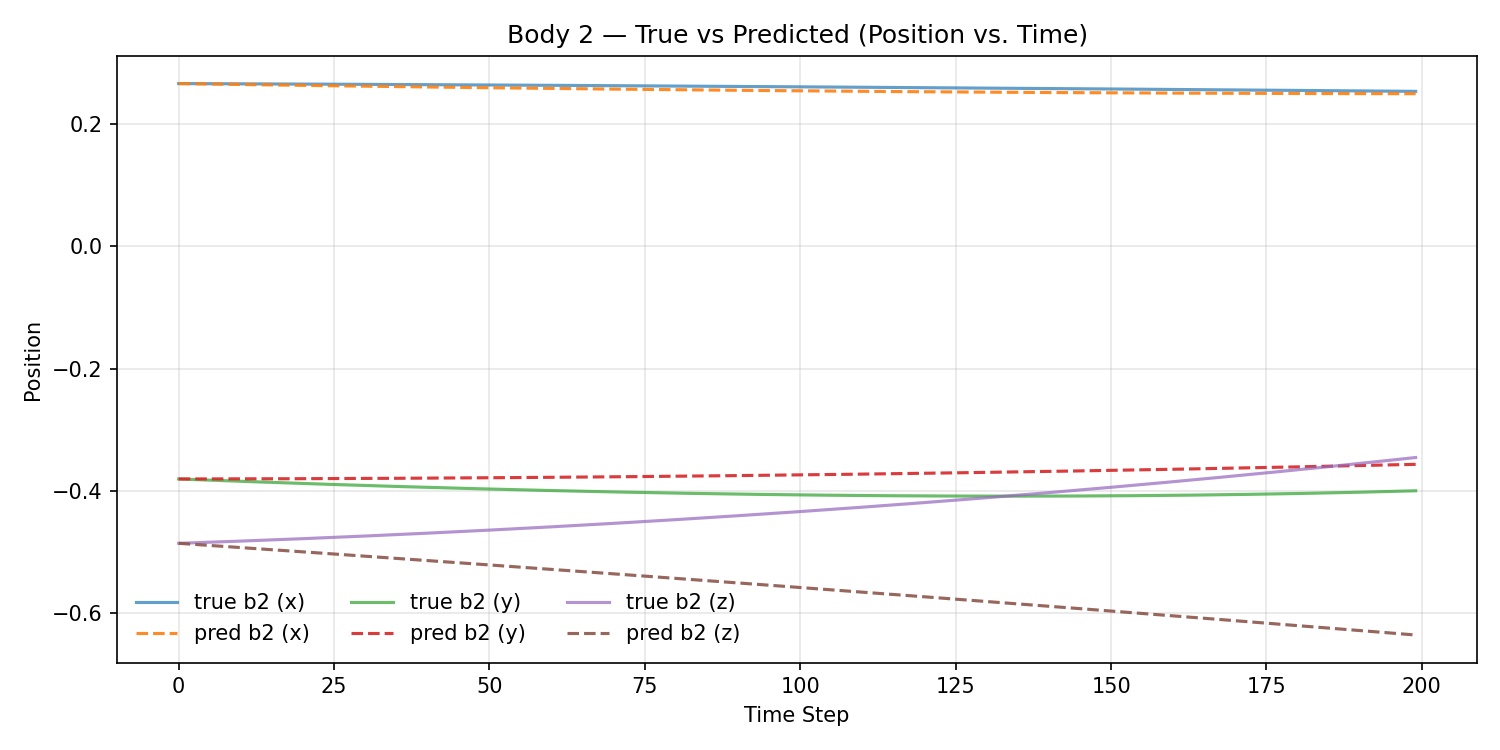 Body 2 — True vs Predicted (Position vs. Time)
Position
0.2
0.0
−0.2
−0.4
−0.6
true b2 (x) true b2 (y) true b2 (z)
pred b2 (x) pred b2 (y) pred b2 (z)
0 25 50 75 100 125 150 175 200
Time Step